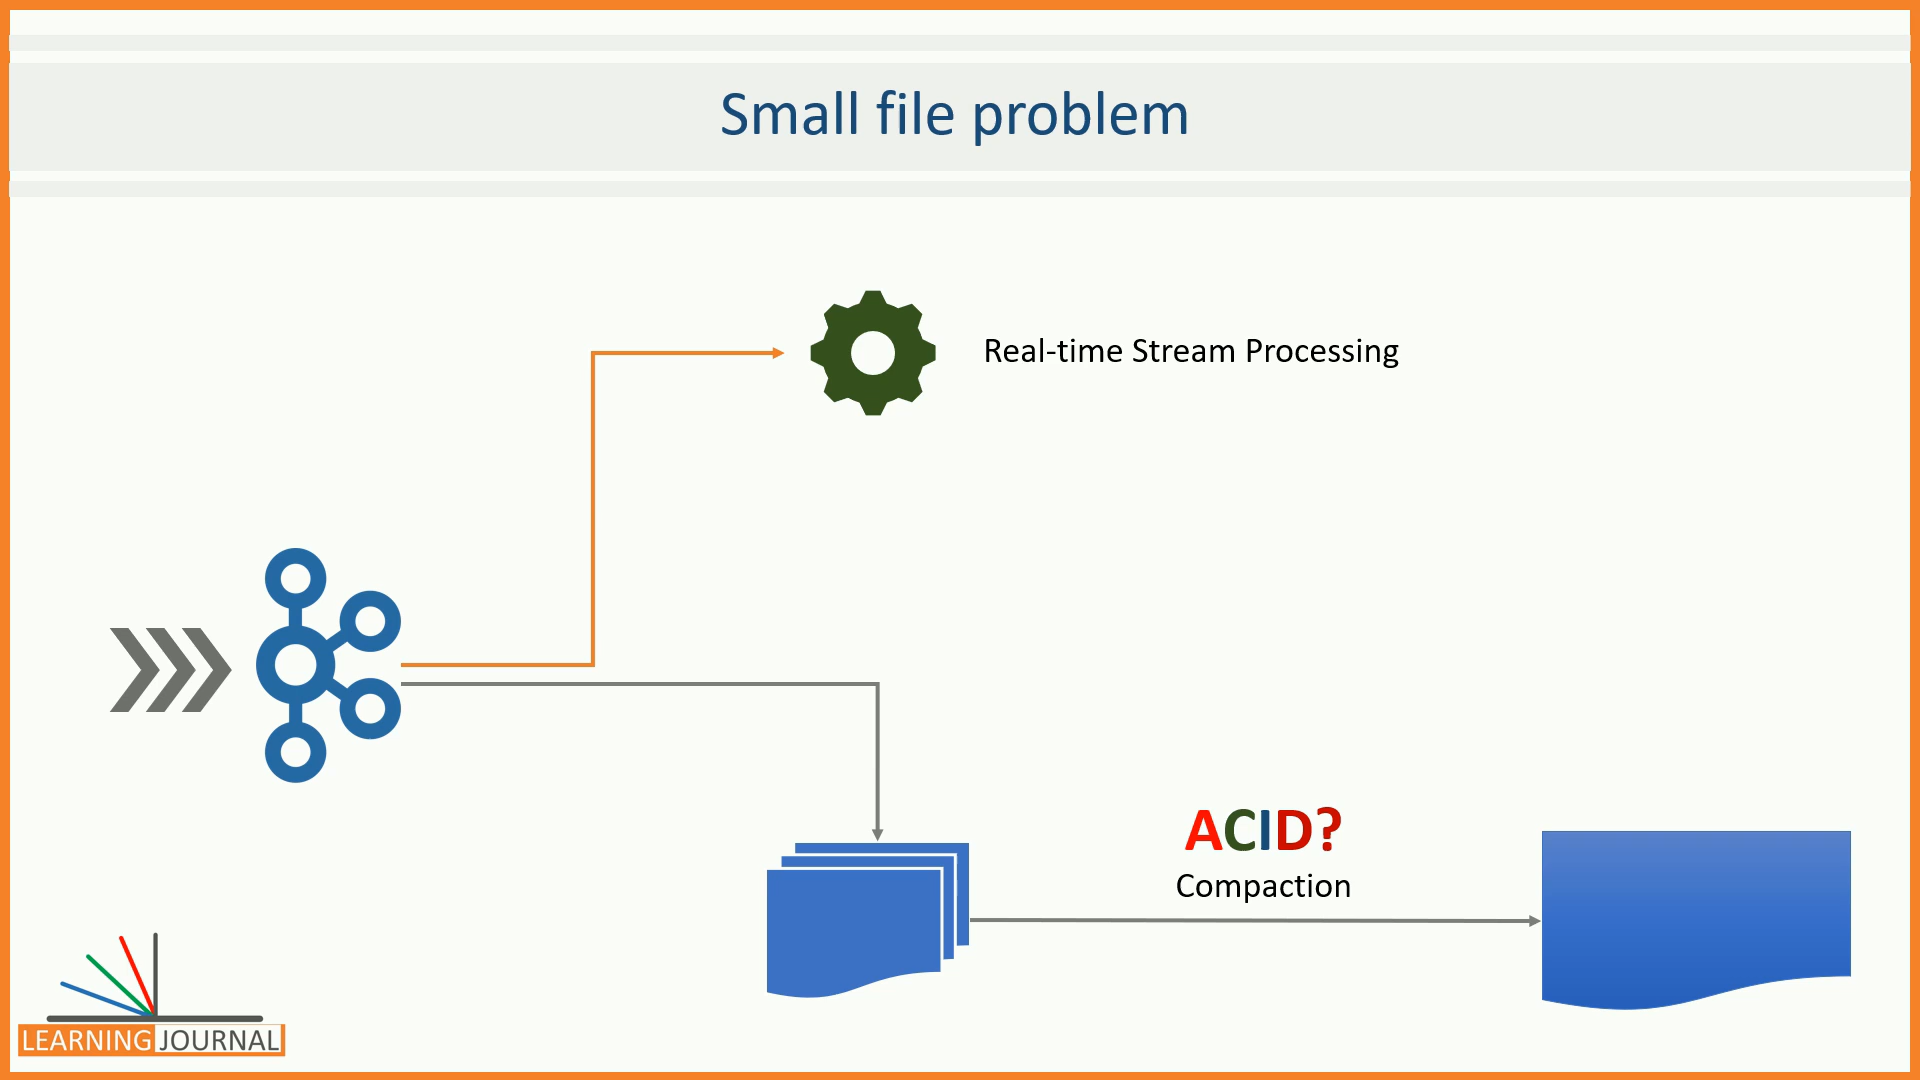 Small file problem
Real-time Stream Processing
ACID?
Compaction
LEARNING JOURNAL